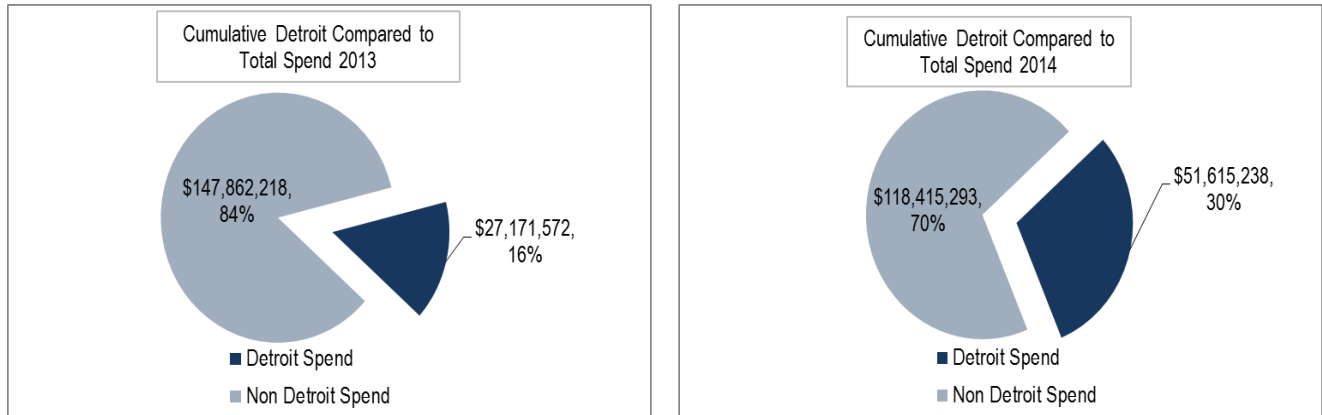 Cumulative Detroit Compared to
Total Spend 2013
$147,862,218,
84%
$27,171,572,
16%
Detroit Spend
Non Detroit Spend
Cumulative Detroit Compared to
Total Spend 2014
$118,415,293,
70%
$51,615,238,
30%
Detroit Spend
Non Detroit Spend